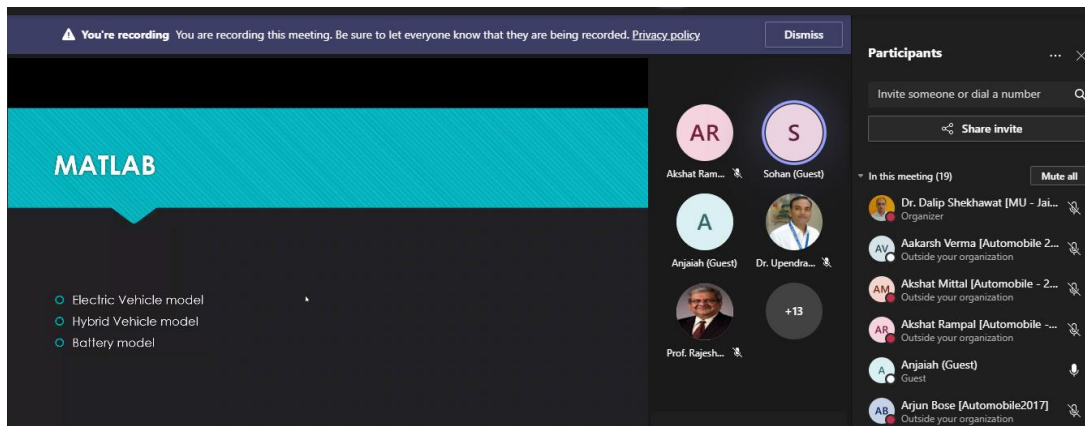 You're recording You are recording this meeting. Be sure to let everyone know that they are being recorded. Privacy policy
Dismiss
MATLAB
Electric Vehicle model
Hybrid Vehicle model
Battery model
AR
Akshat Ram...
S
Sohan (Guest)
A
Anjaiah (Guest)
Dr. Upendra...
Prof. Rajesh...
+13
Participants
Invite someone or dial a number
Share invite
In this meeting (19)
Mute all
Dr. Dalip Shekhawat [MU - Jai...
Organizer
AV
Aakarsh Verma [Automobile 2...
Outside your organization
AM
Akshat Mittal [Automobile - 2...
Outside your organization
AR
Akshat Rampal [Automobile -...
Outside your organization
A
Anjaiah (Guest)
Guest
AB
Arjun Bose [Automobile2017]
Outside your organization